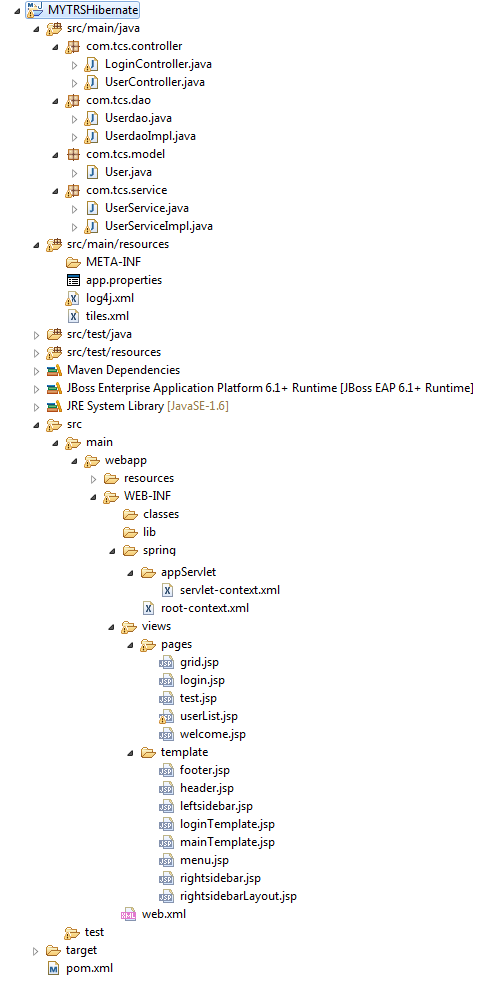 MYTRSHibernate
src/main/java
com.tcs.controller
LoginController.java
UserController.java
com.tcs.dao
Userdao.java
UserdaoImpl.java
com.tcs.model
User.java
com.tcs.service
UserService.java
UserServiceImpl.java
src/main/resources
META-INF
app.properties
log4j.xml
tiles.xml
src/test/java
src/test/resources
Maven Dependencies
JBoss Enterprise Application Platform 6.1+ Runtime [JBoss EAP 6.1+ Runtime]
JRE System Library [JavaSE-1.6]
src
main
webapp
resources
WEB-INF
classes
lib
spring
appServlet
servlet-context.xml
root-context.xml
views
pages
grid.jsp
login.jsp
test.jsp
userList.jsp
welcome.jsp
template
footer.jsp
header.jsp
leftsidebar.jsp
loginTemplate.jsp
mainTemplate.jsp
menu.jsp
rightsidebar.jsp
rightsidebarLayout.jsp
web.xml
test
target
pom.xml